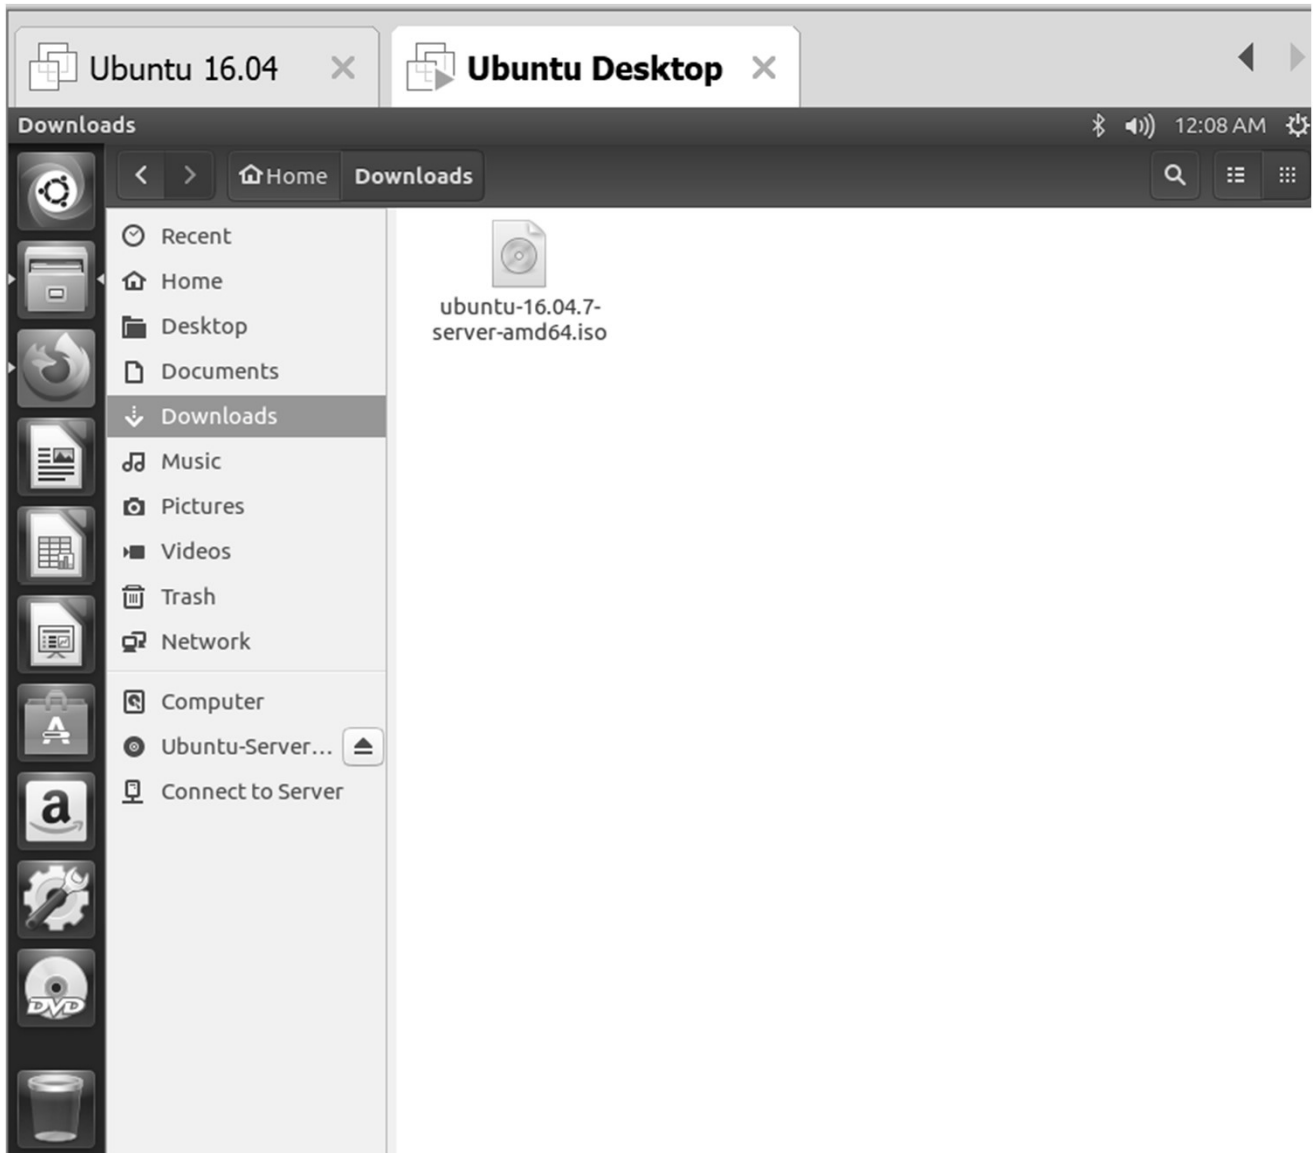 Ubuntu 16.04
Ubuntu Desktop
Downloads
12:08 AM
Home
Downloads
Recent
Home
Desktop
Documents
Downloads
Music
Pictures
Videos
Trash
Network
Computer
Ubuntu-Server...
Connect to Server
ubuntu-16.04.7-
server-amd64.iso
A
a
DVD